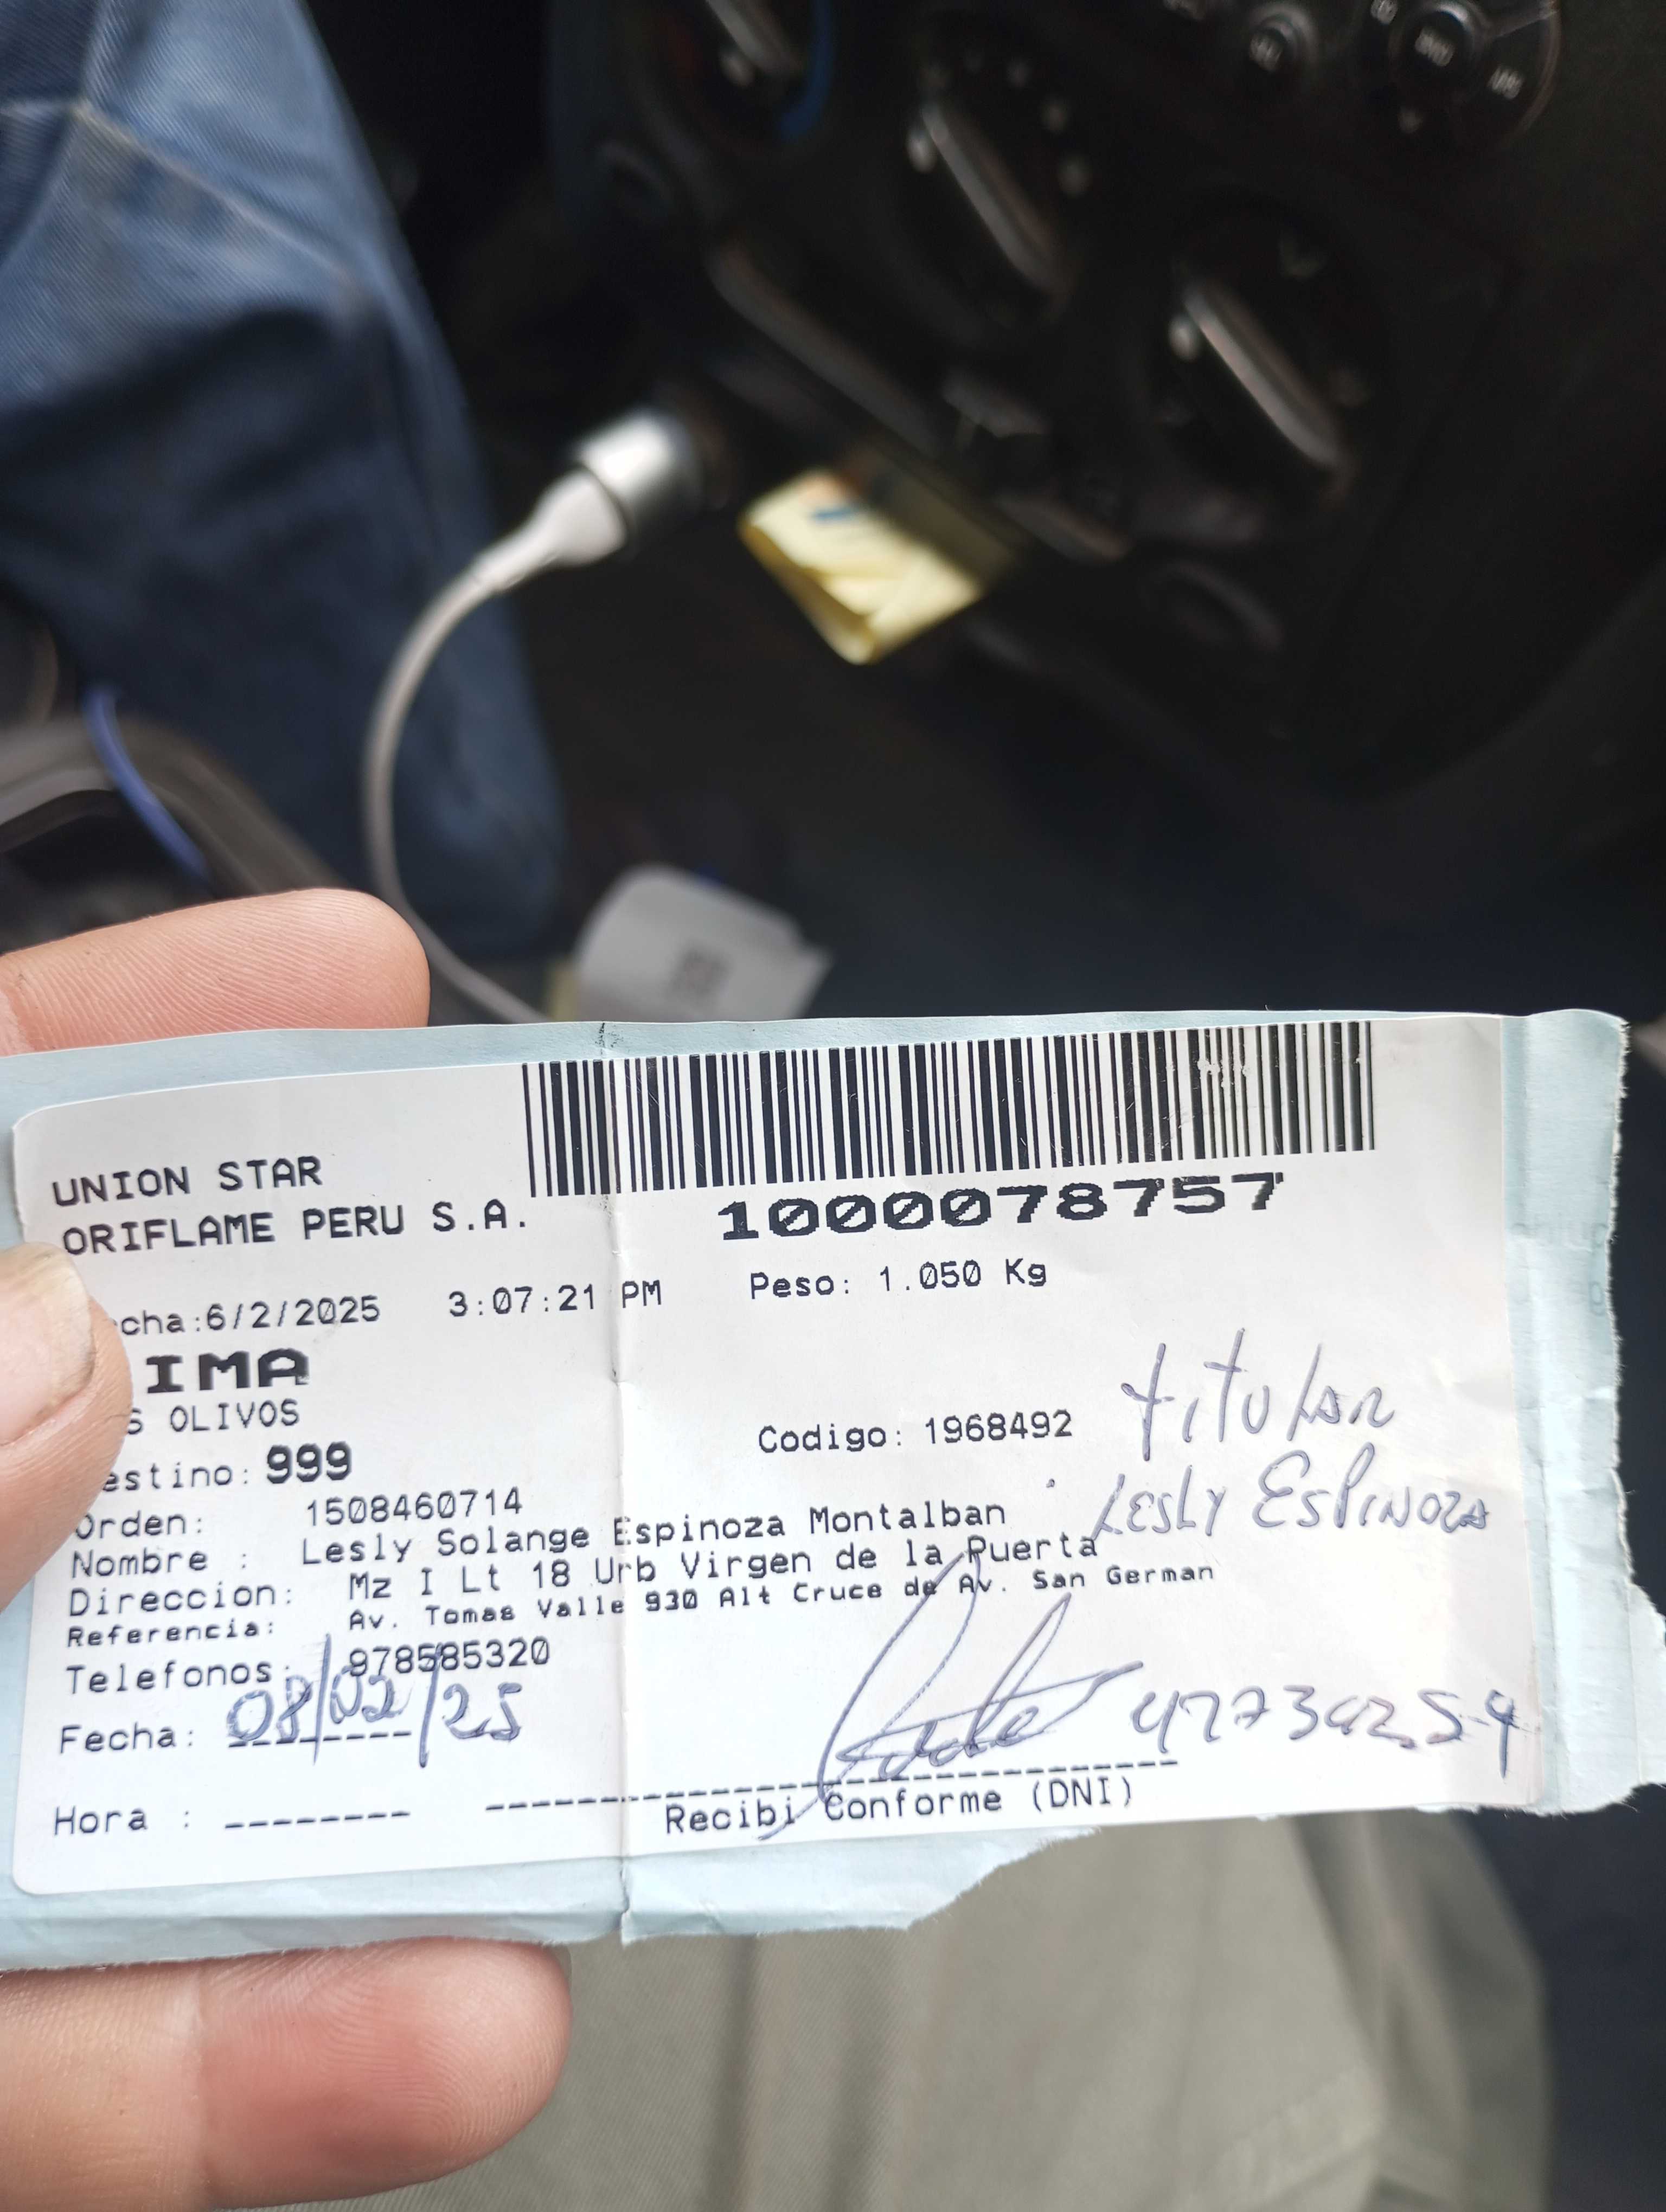 UNION STAR
ORIFLAME PERU S.A.
1000078757
cha:6/2/2025 3:07:21 PM Peso: 1.050 Kg
IMA
S OLIVOS
Codigo: 1968492
titular
estino: 999
Lesly Espinoza
Orden: 1508460714
Nombre : Lesly Solange Espinoza Montalban
Direccion: Mz I Lt 18 Urb Virgen de la Puerta
Referencia: Av. Tomas Valle 930 Alt Cruce de Av. San German
Telefonos: 978585320
Fecha: 08/02/25
Hora : --------
Recibi Conforme (DNI)